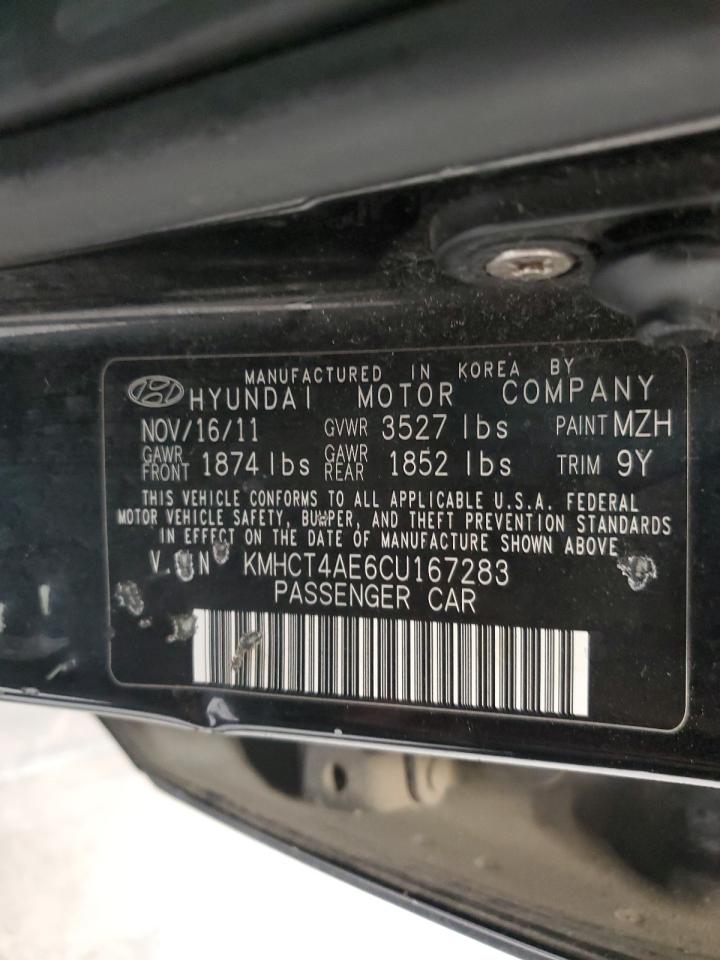 MANUFACTURED IN KOREA BY
HYUNDAI MOTOR COMPANY
NOV/16/11 GVWR 3527 lbs PAINT MZH
GAWR FRONT 1874 lbs GAWR REAR 1852 lbs TRIM 9Y
THIS VEHICLE CONFORMS TO ALL APPLICABLE U.S.A. FEDERAL
MOTOR VEHICLE SAFETY, BUMPER, AND THEFT PREVENTION STANDARDS
IN EFFECT ON THE DATE OF MANUFACTURE SHOWN ABOVE
V.I.N KMHCT4AE6CU167283
PASSENGER CAR